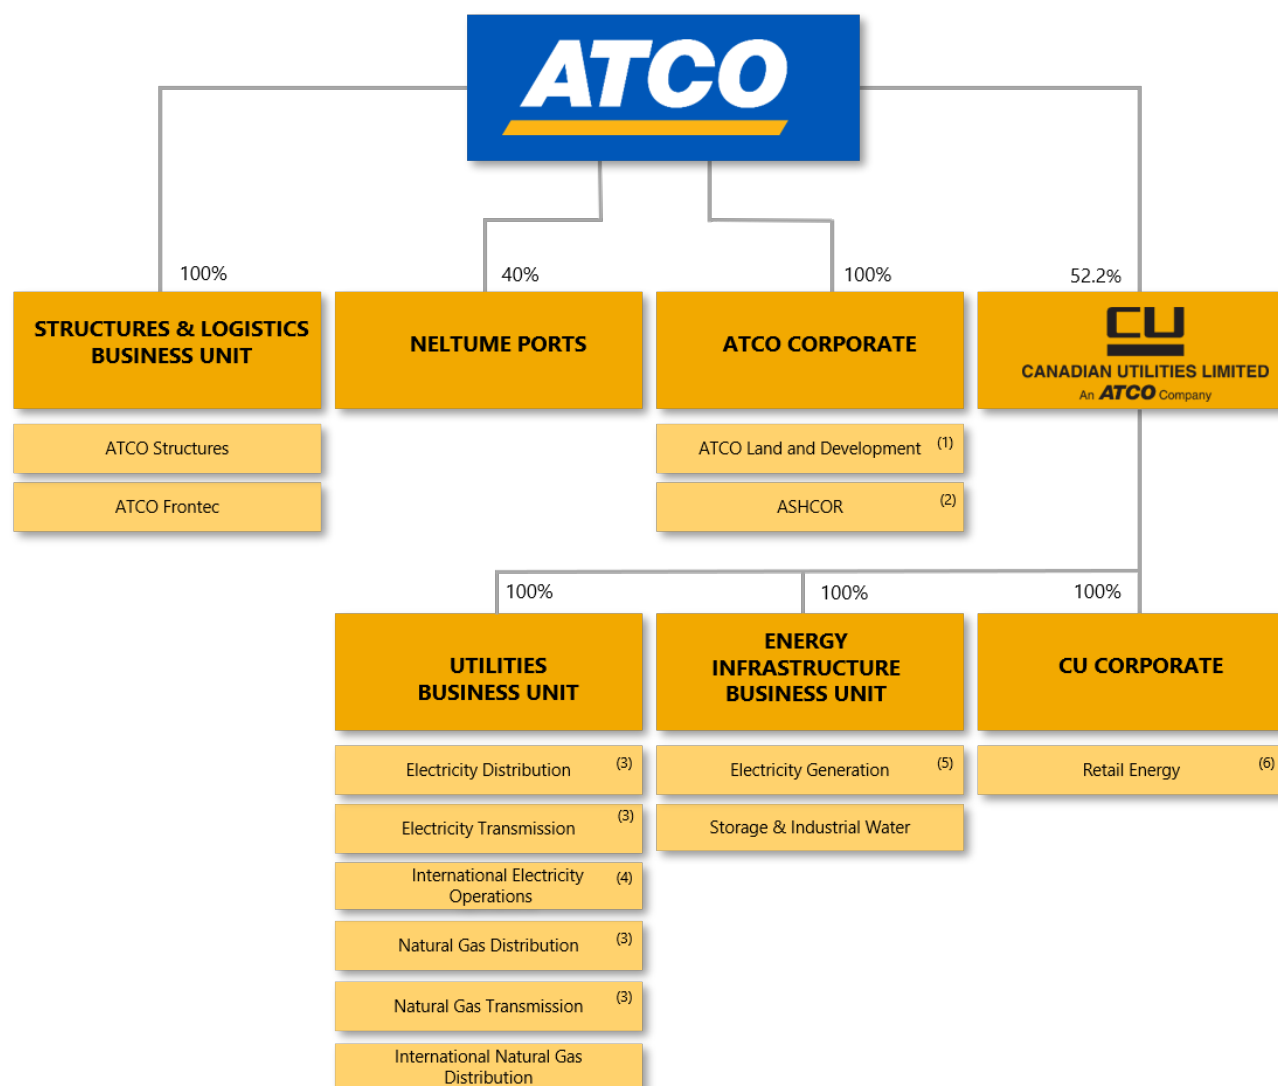 ATCO
100%
40%
100%
52.2%
STRUCTURES & LOGISTICS
BUSINESS UNIT
NELTUME PORTS
ATCO CORPORATE
CU
CANADIAN UTILITIES LIMITED
An ATCO Company
ATCO Structures
ATCO Frontec
ATCO Land and Development (1)
ASHCOR (2)
100%
100%
100%
UTILITIES
BUSINESS UNIT
ENERGY
INFRASTRUCTURE
BUSINESS UNIT
CU CORPORATE
Electricity Distribution (3)
Electricity Transmission (3)
International Electricity (4)
Operations
Natural Gas Distribution (3)
Natural Gas Transmission (3)
International Natural Gas
Distribution
Electricity Generation (5)
Storage & Industrial Water
Retail Energy (6)